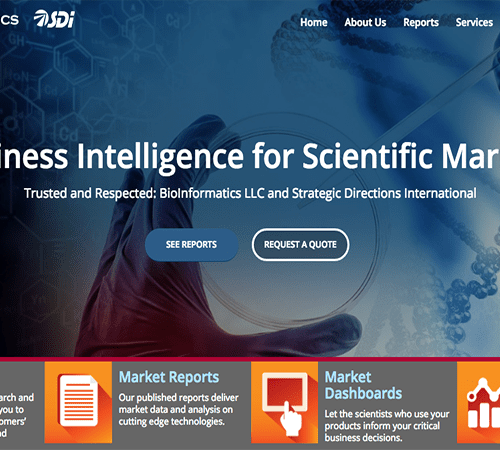 CS SDi
Home About Us Reports Services
iness Intelligence for Scientific Mar
Trusted and Respected: BioInformatics LLC and Strategic Directions International
SEE REPORTS REQUEST A QUOTE
arch and
you to
omers'
nd
Market Reports
Our published reports deliver
market data and analysis on
cutting edge technologies.
Market
Dashboards
Let the scientists who use your
products inform your critical
business decisions.